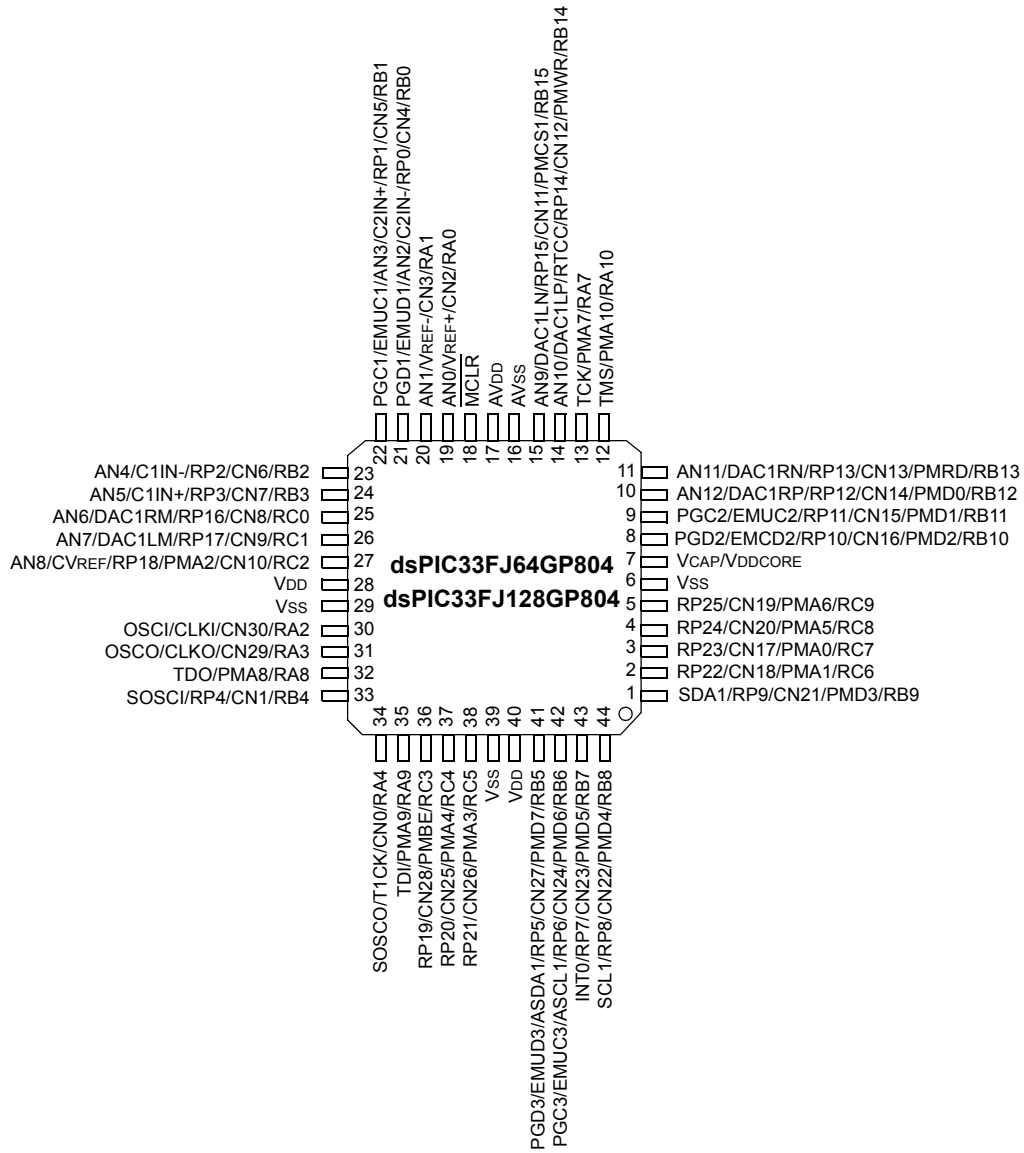 PGC1/EMUC1/AN3/C2IN+/RP1/CN5/RB1
PGD1/EMUD1/AN2/C2IN-/RP0/CN4/RB0
AN1/VREF-/CN3/RA1
AN0/VREF+/CN2/RA0
MCLR
AVDD
AVSS
AN9/DAC1LN/RP15/CN11/PMCS1/RB15
AN10/DAC1LP/RTCC/RP14/CN12/PMWR/RB14
TCK/PMA7/RA7
TMS/PMA10/RA10
22
21
20
19
18
17
16
15
14
13
12
AN4/C1IN-/RP2/CN6/RB2 23
AN5/C1IN+/RP3/CN7/RB3 24
AN6/DAC1RM/RP16/CN8/RC0 25
AN7/DAC1LM/RP17/CN9/RC1 26
AN8/CVREF/RP18/PMA2/CN10/RC2 27
VDD 28
VSS 29
OSCI/CLKI/CN30/RA2 30
OSCO/CLKO/CN29/RA3 31
TDO/PMA8/RA8 32
SOSCI/RP4/CN1/RB4 33
dsPIC33FJ64GP804
dsPIC33FJ128GP804
11 AN11/DAC1RN/RP13/CN13/PMRD/RB13
10 AN12/DAC1RP/RP12/CN14/PMD0/RB12
9 PGC2/EMUC2/RP11/CN15/PMD1/RB11
8 PGD2/EMCD2/RP10/CN16/PMD2/RB10
7 VCAP/VDDCORE
6 VSS
5 RP25/CN19/PMA6/RC9
4 RP24/CN20/PMA5/RC8
3 RP23/CN17/PMA0/RC7
2 RP22/CN18/PMA1/RC6
1 SDA1/RP9/CN21/PMD3/RB9
34
35
36
37
38
39
40
41
42
43
44
SOSCO/T1CK/CN0/RA4
TDI/PMA9/RA9
RP19/CN28/PMBE/RC3
RP20/CN25/PMA4/RC4
RP21/CN26/PMA3/RC5
VSS
VDD
PGD3/EMUD3/ASDA1/RP5/CN27/PMD7/RB5
PGC3/EMUC3/ASCL1/RP6/CN24/PMD6/RB6
INT0/RP7/CN23/PMD5/RB7
SCL1/RP8/CN22/PMD4/RB8